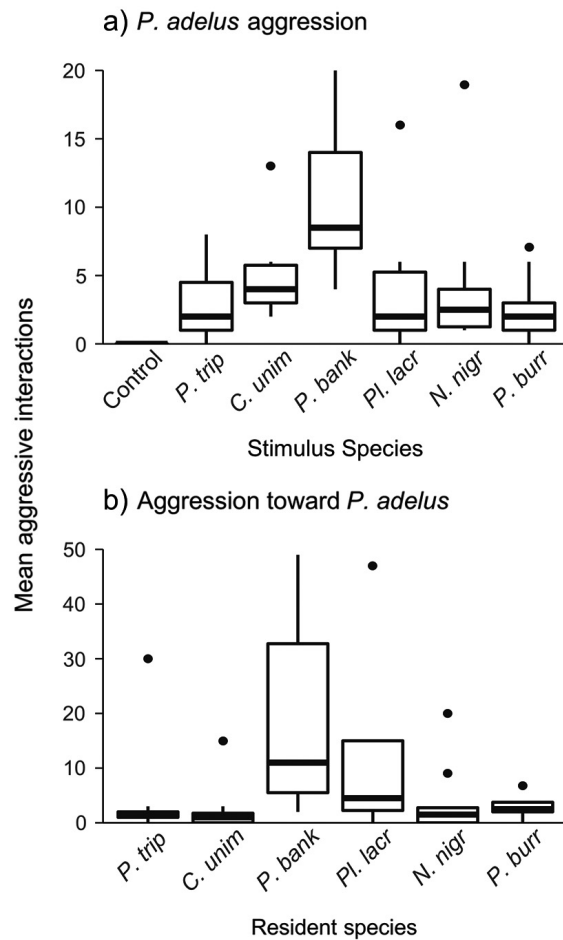 a) P. adelus aggression
20
15
10
5
0
Control
P. trip
C. unim
P. bank
Pl. lacr
N. nigr
P. burr
Stimulus Species
Mean aggressive interactions
b) Aggression toward P. adelus
50
40
30
20
10
0
P. trip
C. unim
P. bank
Pl. lacr
N. nigr
P. burr
Resident species